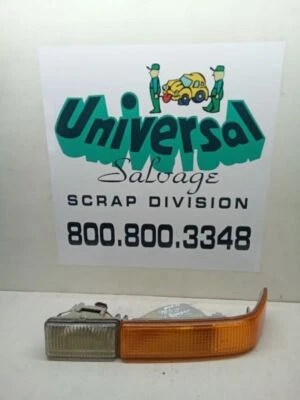 Universal
Salvage
SCRAP DIVISION
800.800.3348